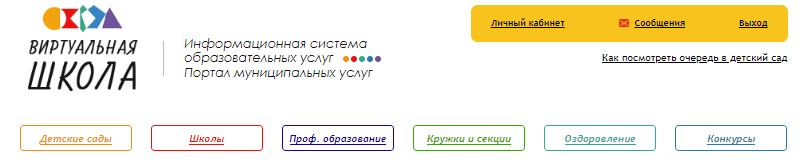 ВИРТУАЛЬНАЯ
ШКОЛА
Информационная система
образовательных услуг
Портал муниципальных услуг
Личный кабинет Сообщения Выход
Как посмотреть очередь в детский сад
Детские сады Школы Проф. образование Кружки и секции Оздоровление Конкурсы